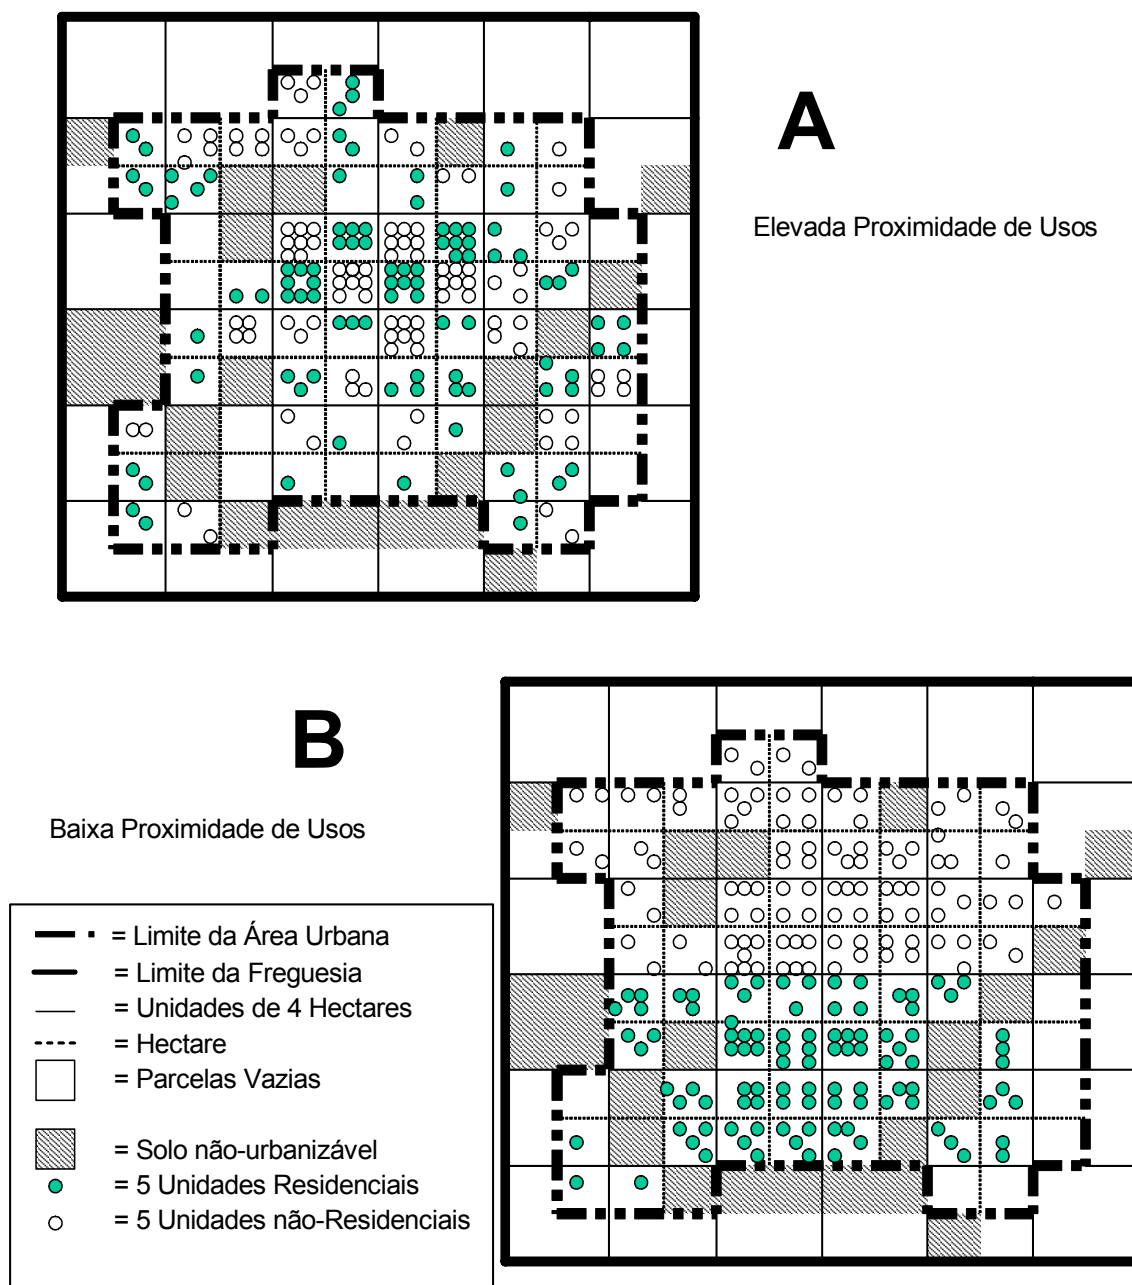 A
Elevada Proximidade de Usos
B
Baixa Proximidade de Usos
= Limite da Área Urbana
= Limite da Freguesia
= Unidades de 4 Hectares
= Hectare
= Parcelas Vazias
= Solo não-urbanizável
= 5 Unidades Residenciais
= 5 Unidades não-Residenciais